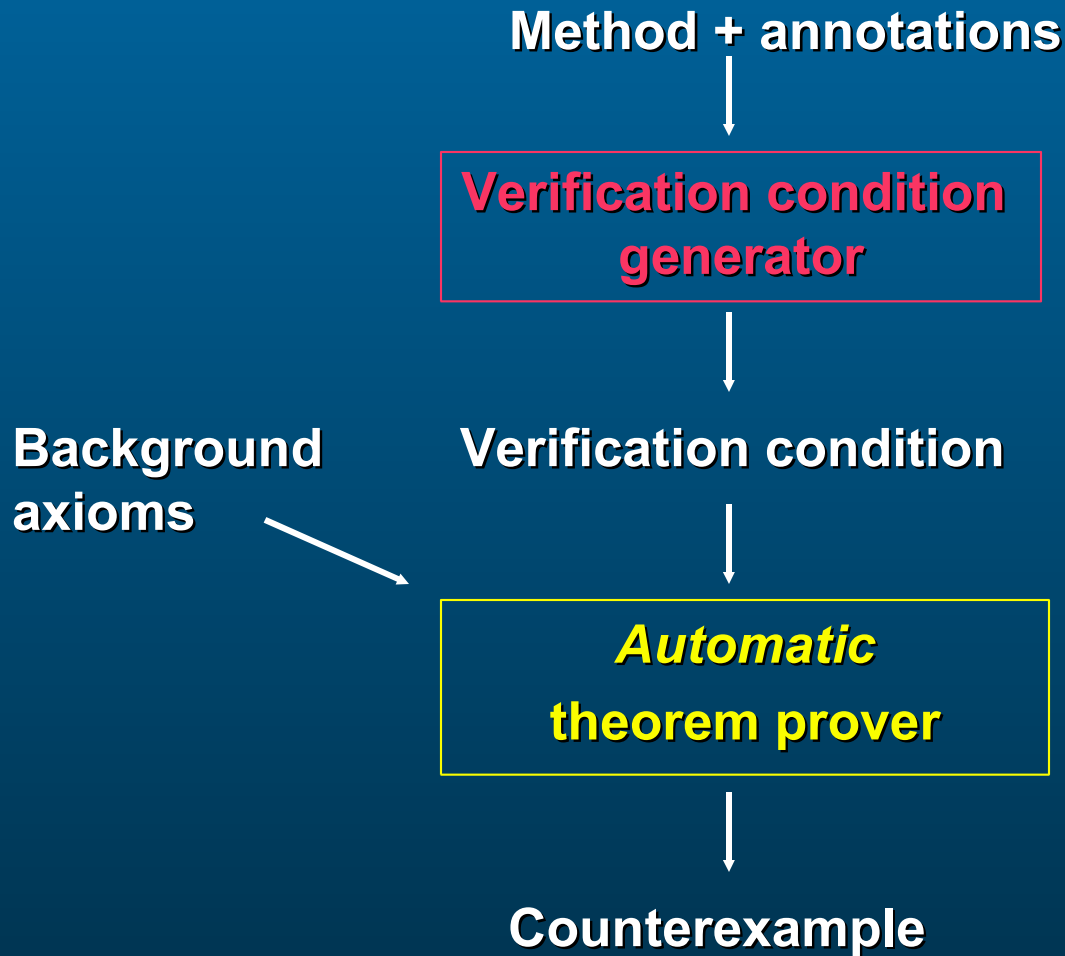 Method + annotations
Verification condition
generator
Background
axioms
Verification condition
Automatic
theorem prover
Counterexample